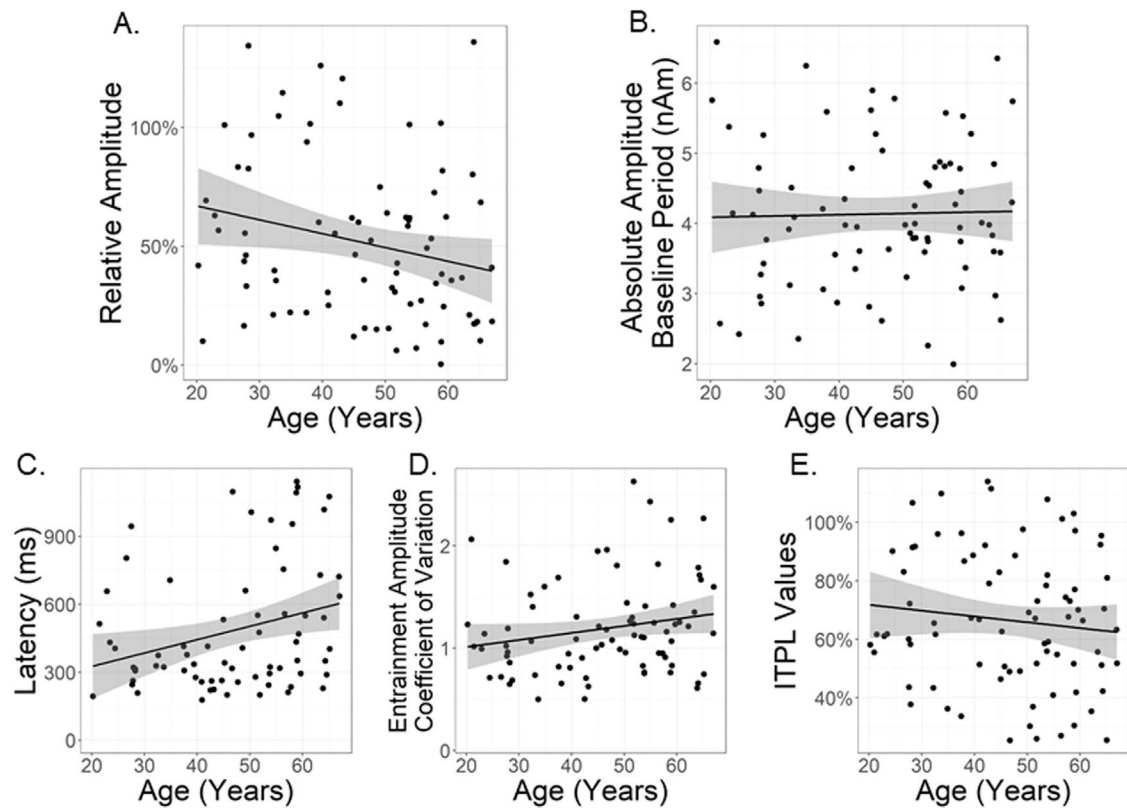 A.
Relative Amplitude
100%
50%
0%
20 30 40 50 60
Age (Years)
B.
Absolute Amplitude
Baseline Period (nAm)
6
5
4
3
2
20 30 40 50 60
Age (Years)
C.
Latency (ms)
900
600
300
0
20 30 40 50 60
Age (Years)
D.
Entrainment Amplitude
Coefficient of Variation
2
1
0
20 30 40 50 60
Age (Years)
E.
ITPL Values
100%
80%
60%
40%
20 30 40 50 60
Age (Years)